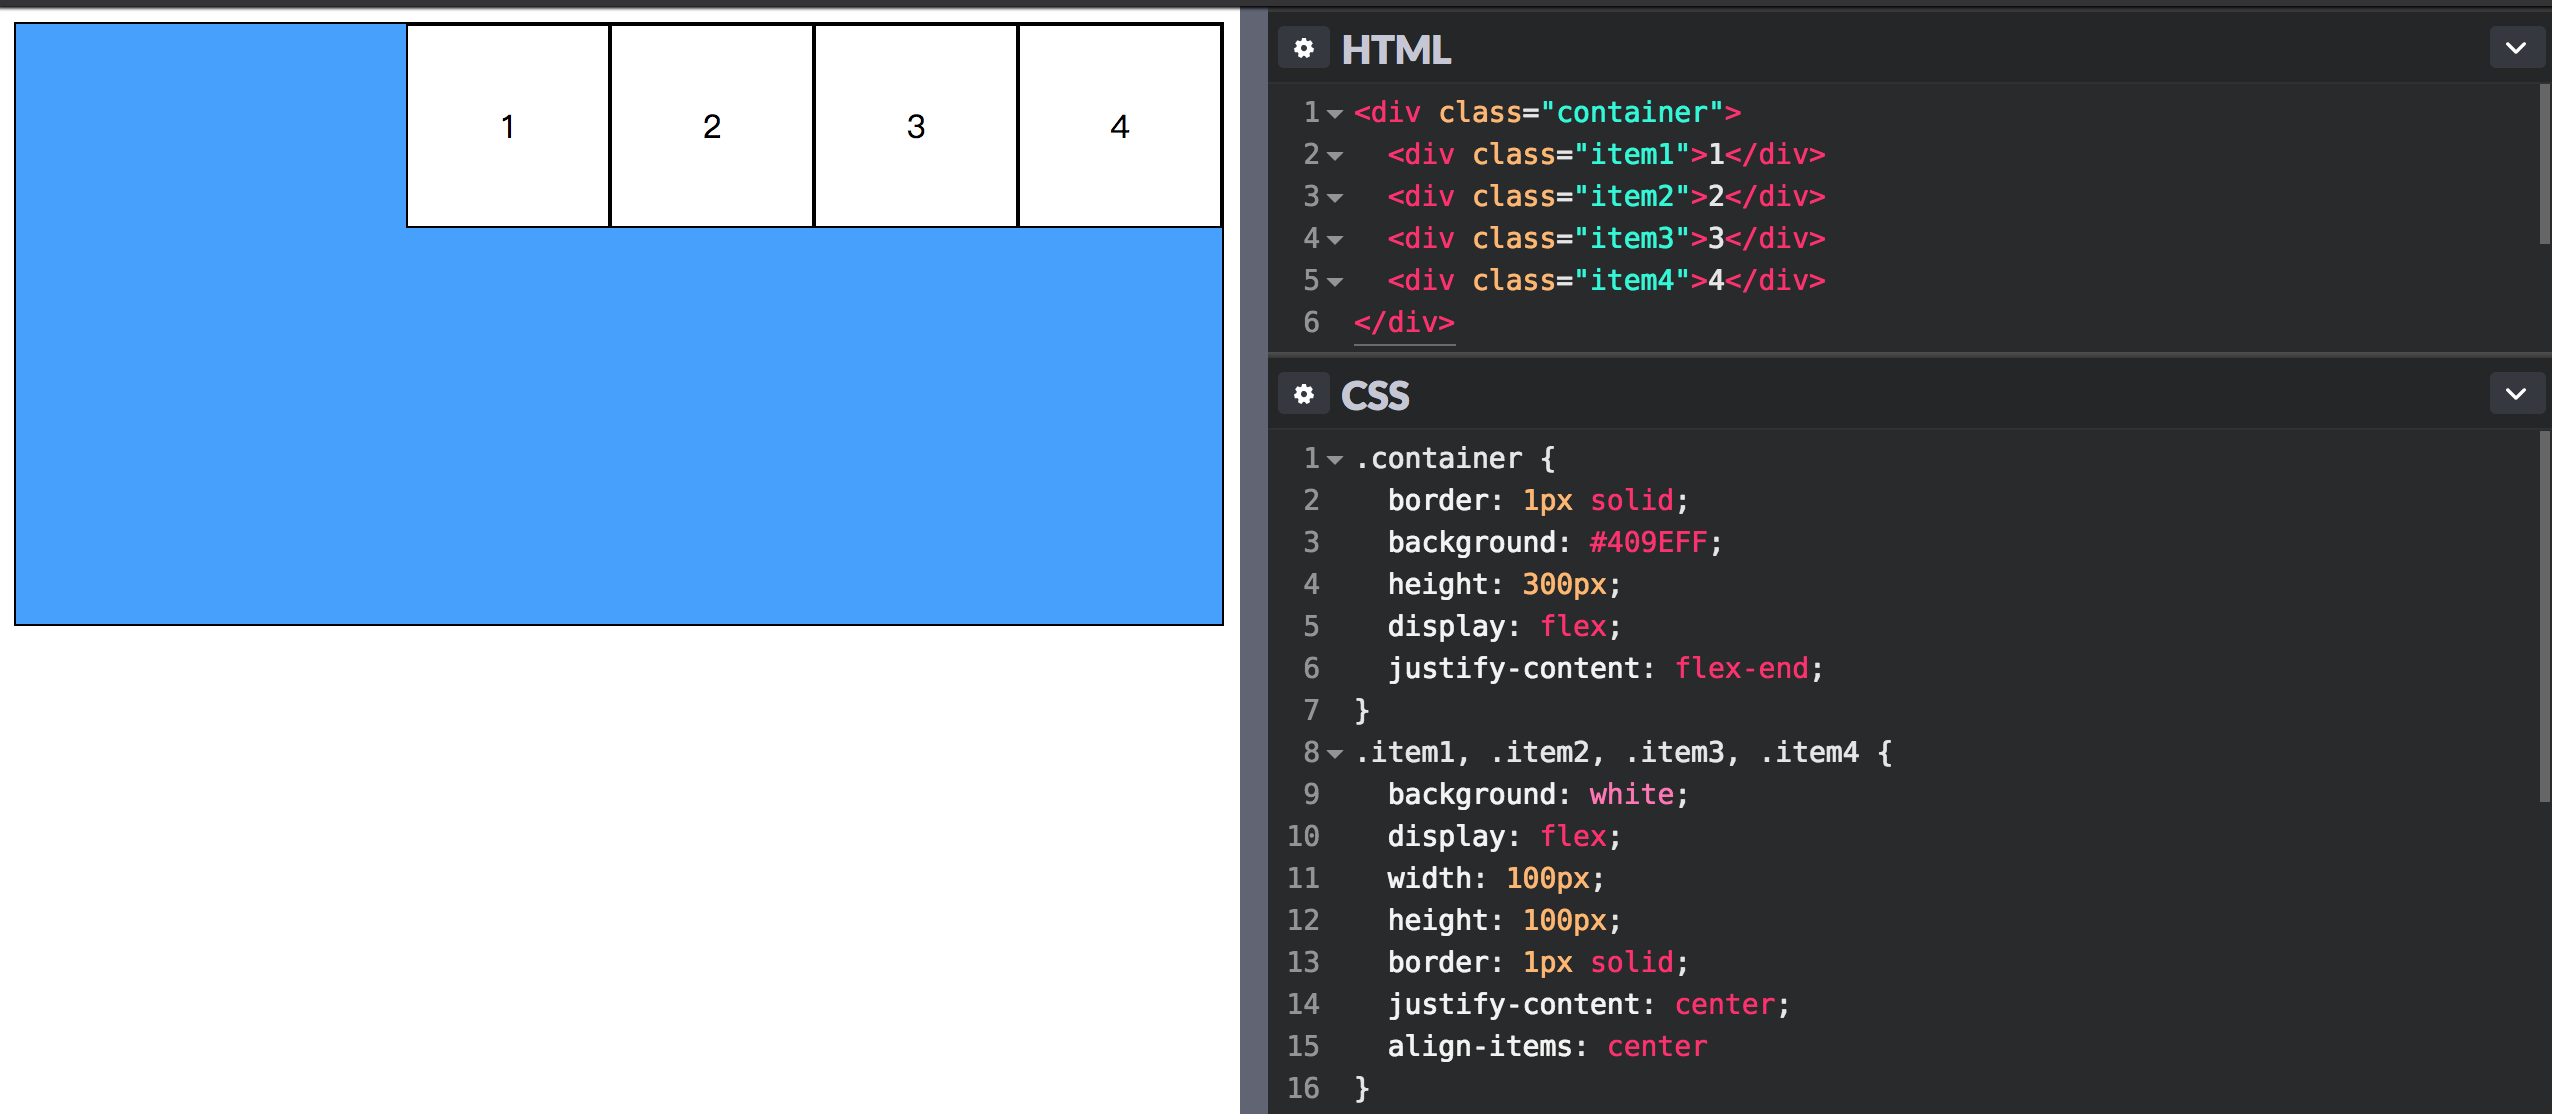 1 2 3 4
HTML
1 <div class="container">
2 <div class="item1">1</div>
3 <div class="item2">2</div>
4 <div class="item3">3</div>
5 <div class="item4">4</div>
6 </div>
CSS
1 .container {
2 border: 1px solid;
3 background: #409EFF;
4 height: 300px;
5 display: flex;
6 justify-content: flex-end;
7 }
8 .item1, .item2, .item3, .item4 {
9 background: white;
10 display: flex;
11 width: 100px;
12 height: 100px;
13 border: 1px solid;
14 justify-content: center;
15 align-items: center
16 }